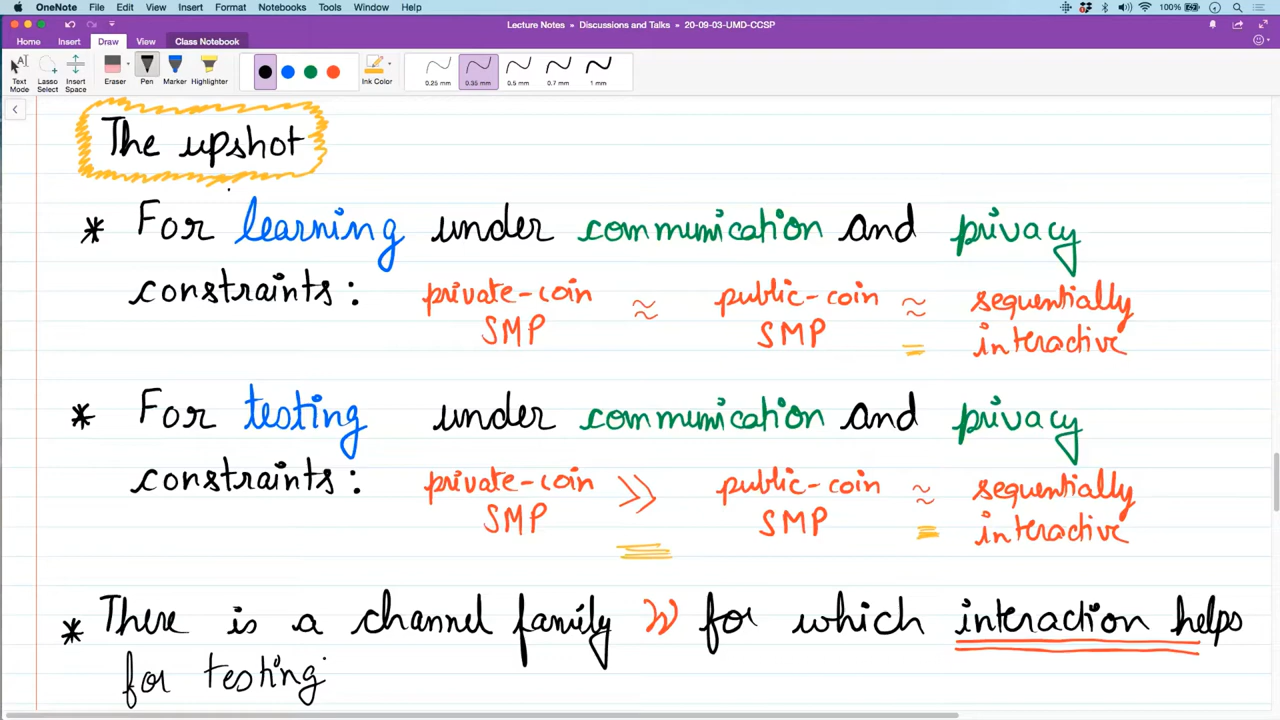 OneNote File Edit View Insert Format Notebooks Tools Window Help 100%
Lecture Notes » Discussions and Talks » 20-09-03-UMD-CCSP
Home Insert Draw View Class Notebook
Text Mode Lasso Select Insert Space Eraser Pen Marker Highlighter Ink Color 0.25 mm 0.35 mm 0.5 mm 0.7 mm 1 mm
The upshot
* For learning under communication and privacy
constraints: private-coin SMP ≈ public-coin SMP ≈ sequentially interactive
* For testing under communication and privacy
constraints: private-coin SMP >> public-coin SMP ≈ sequentially interactive
* There is a channel family W for which interaction helps
for testing